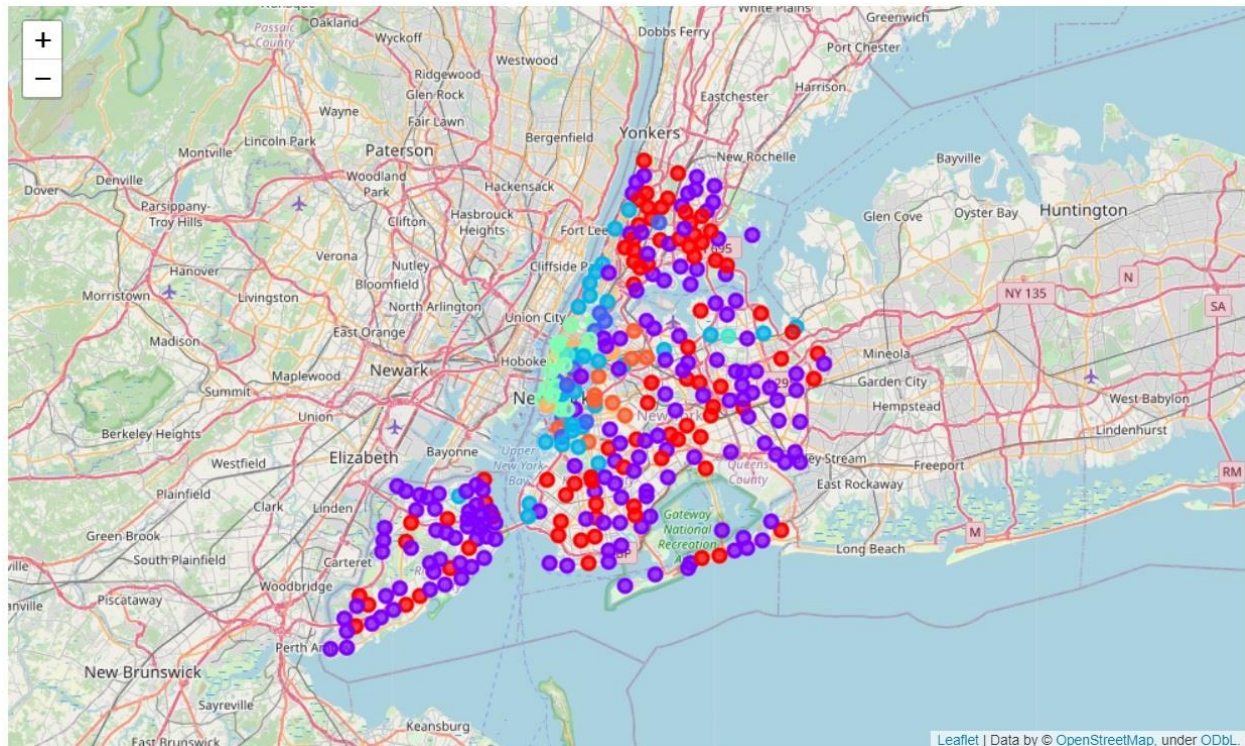 +
−
Wanaque
Oakland
Passaic
County
Wyckoff
Ridgewood
Glen Rock
Wayne
Fair Lawn
Westwood
Dobbs Ferry
White Plains
Greenwich
Port Chester
Harrison
Eastchester
Yonkers
New Rochelle
Bergenfield
Lincoln Park
Montville
Paterson
Woodland
Park
Hackensack
Denville
Dover
Parsippany-
Troy Hills
Clifton
Hasbrouck
Heights
Fort Lee
Bayville
Glen Cove
Oyster Bay
Huntington
695
Hanover
Nutley
Bloomfield
Cliffside
Morristown
Livingston
North Arlington
Union City
N
NY 135
SA
Madison
East Orange
Maplewood
Newark
Hoboken
Mineola
Garden City
Hempstead
West Babylon
Lindenhurst
Summit
Union
Berkeley Heights
Elizabeth
Bayonne
Upper
New York
Bay
Queens
County
Valley Stream
Freeport
East Rockaway
RM
Westfield
Plainfield
Clark
Linden
Gateway
National
Recreation
Green Brook
South Plainfield
Carteret
BP
Long Beach
M
Woodbridge
Piscataway
Perth
New Brunswick
Sayreville
East Brunswick
Keansburg
Leaflet | Data by © OpenStreetMap, under ODbL.